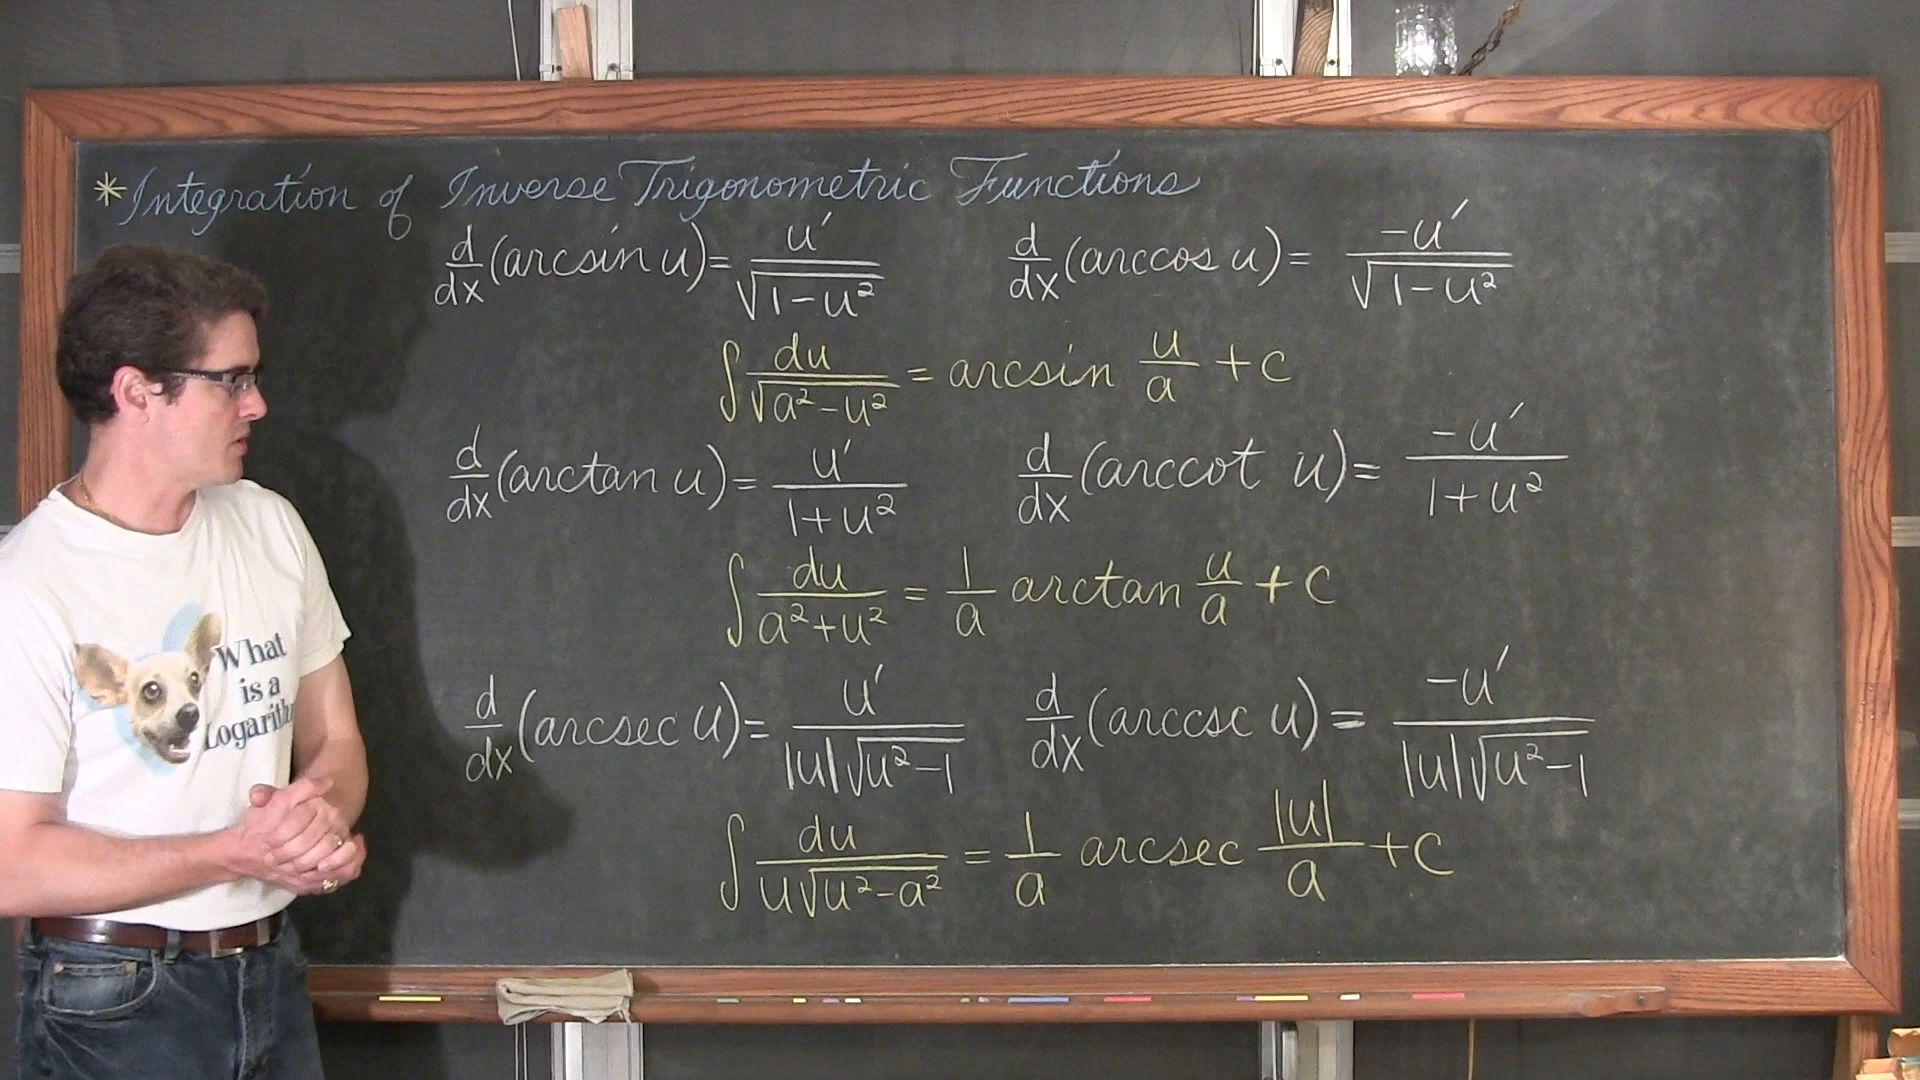 *Integration of Inverse Trigonometric Functions
d/dx (arcsin u) = u′/√(1-u²)    d/dx (arccos u) = -u′/√(1-u²)
∫ du/√(a²-u²) = arcsin u/a + C
d/dx (arctan u) = u′/(1+u²)    d/dx (arccot u) = -u′/(1+u²)
∫ du/(a²+u²) = 1/a arctan u/a + C
d/dx (arcsec u) = u′/(|u|√(u²-1))    d/dx (arccsc u) = -u′/(|u|√(u²-1))
∫ du/(u√(u²-a²)) = 1/a arcsec |u|/a + C
What
is a
Logarith